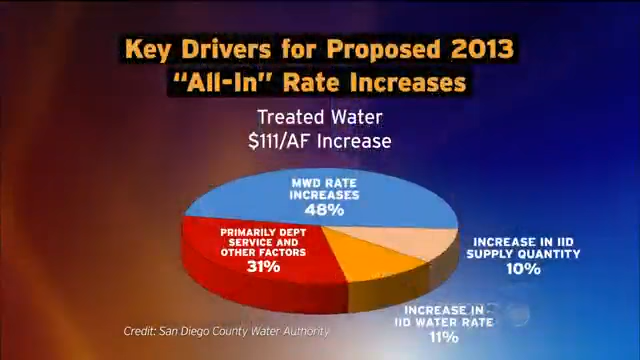 Key Drivers for Proposed 2013
“All-In” Rate Increases
Treated Water
$111/AF Increase
MWD RATE
INCREASES
48%
PRIMARILY DEPT
SERVICE AND
OTHER FACTORS
31%
INCREASE IN IID
SUPPLY QUANTITY
10%
INCREASE IN
IID WATER RATE
11%
Credit: San Diego County Water Authority